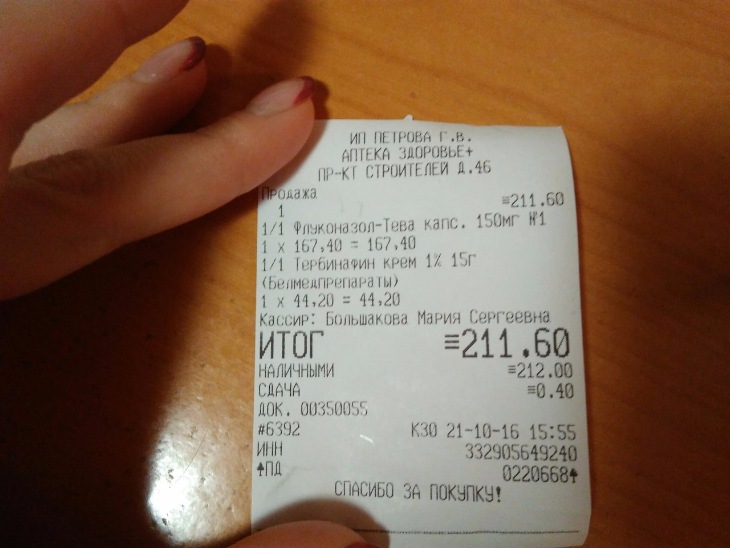 ИП ПЕТРОВА Г.В.
АПТЕКА ЗДОРОВЬЕ+
ПР-КТ СТРОИТЕЛЕЙ Д.46
Продажа ≡211.60
1
1/1 Флуконазол-Тева капс. 150мг №1
1 x 167,40 = 167,40
1/1 Тербинафин крем 1% 15г
(Белмедпрепараты)
1 x 44,20 = 44,20
Кассир: Большакова Мария Сергеевна
ИТОГ ≡211.60
НАЛИЧНЫМИ ≡212.00
СДАЧА ≡0.40
ДОК. 00350055
#6392 К30 21-10-16 15:55
ИНН 332905649240
♠ПД 0220668♠
СПАСИБО ЗА ПОКУПКУ!